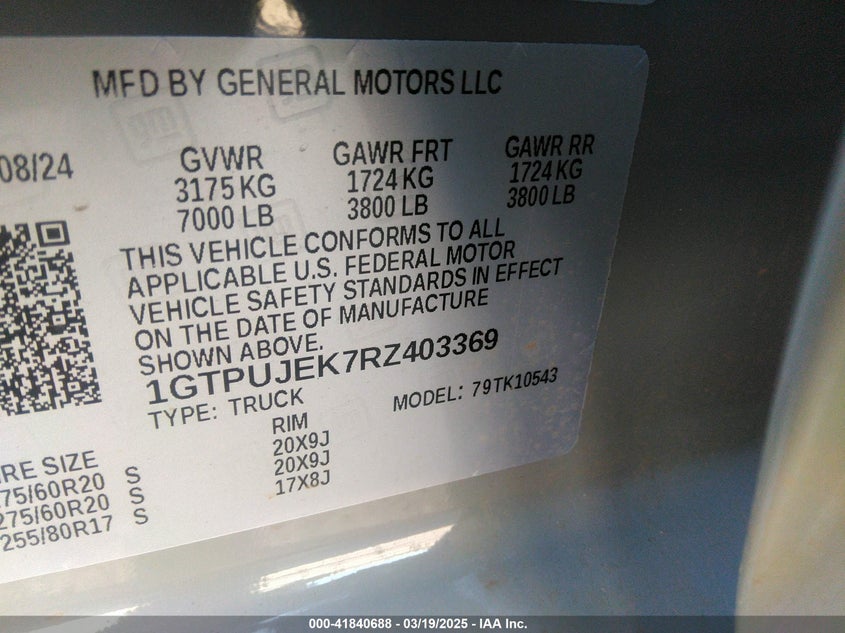 MFD BY GENERAL MOTORS LLC
08/24 GVWR GAWR FRT GAWR RR
3175 KG 1724 KG 1724 KG
7000 LB 3800 LB 3800 LB
THIS VEHICLE CONFORMS TO ALL
APPLICABLE U.S. FEDERAL MOTOR
VEHICLE SAFETY STANDARDS IN EFFECT
ON THE DATE OF MANUFACTURE
SHOWN ABOVE.
1GTPUJEK7RZ403369
TYPE: TRUCK MODEL: 79TK10543
IRE SIZE RIM
275/60R20 S 20X9J
275/60R20 S 20X9J
255/80R17 S 17X8J
000-41840688 - 03/19/2025 - IAA Inc.